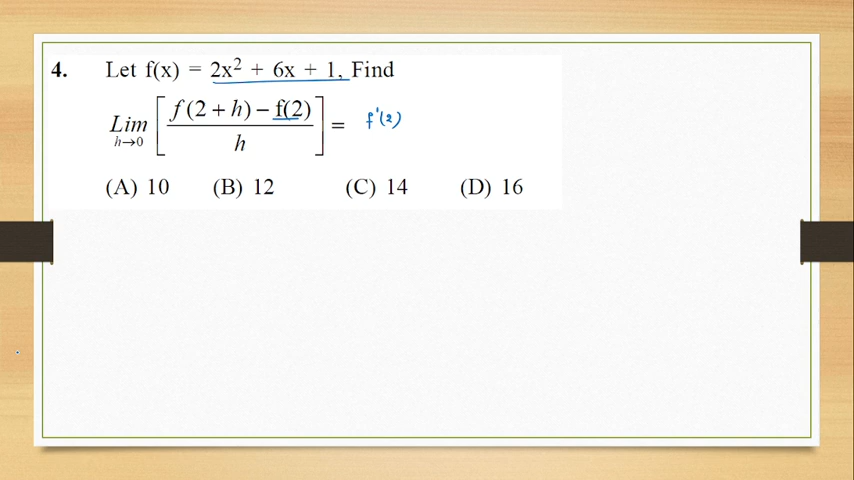 4. Let f(x) = 2x² + 6x + 1, Find
Lim h→0 [ f(2 + h) – f(2) / h ] = f'(2)
(A) 10 (B) 12 (C) 14 (D) 16